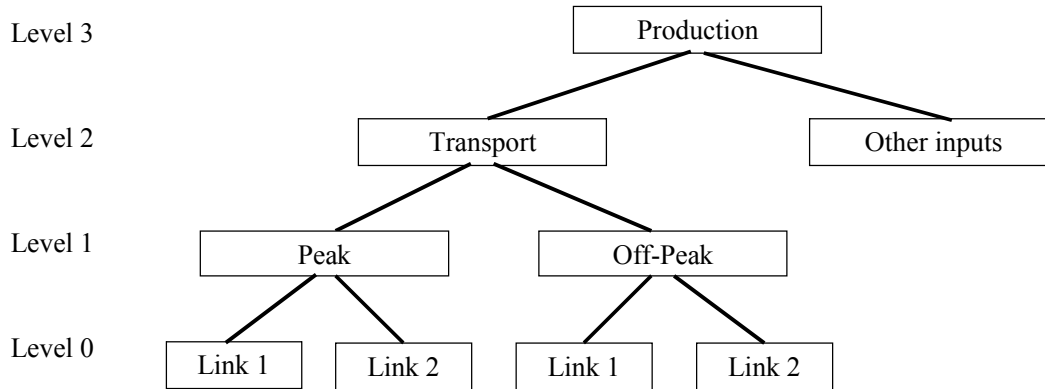 Level 3
Production
Level 2
Transport
Other inputs
Level 1
Peak
Off-Peak
Level 0
Link 1
Link 2
Link 1
Link 2